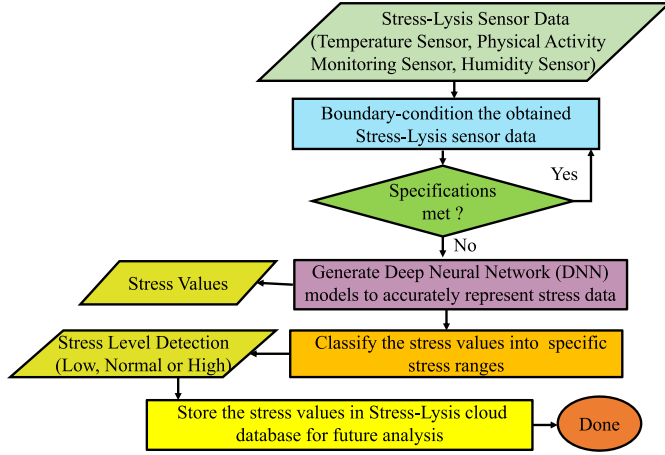 Stress-Lysis Sensor Data
(Temperature Sensor, Physical Activity
Monitoring Sensor, Humidity Sensor)
Boundary-condition the obtained
Stress-Lysis sensor data
Yes
Specifications
met ?
No
Generate Deep Neural Network (DNN)
models to accurately represent stress data
Stress Values
Stress Level Detection
(Low, Normal or High)
Classify the stress values into specific
stress ranges
Store the stress values in Stress-Lysis cloud
database for future analysis
Done